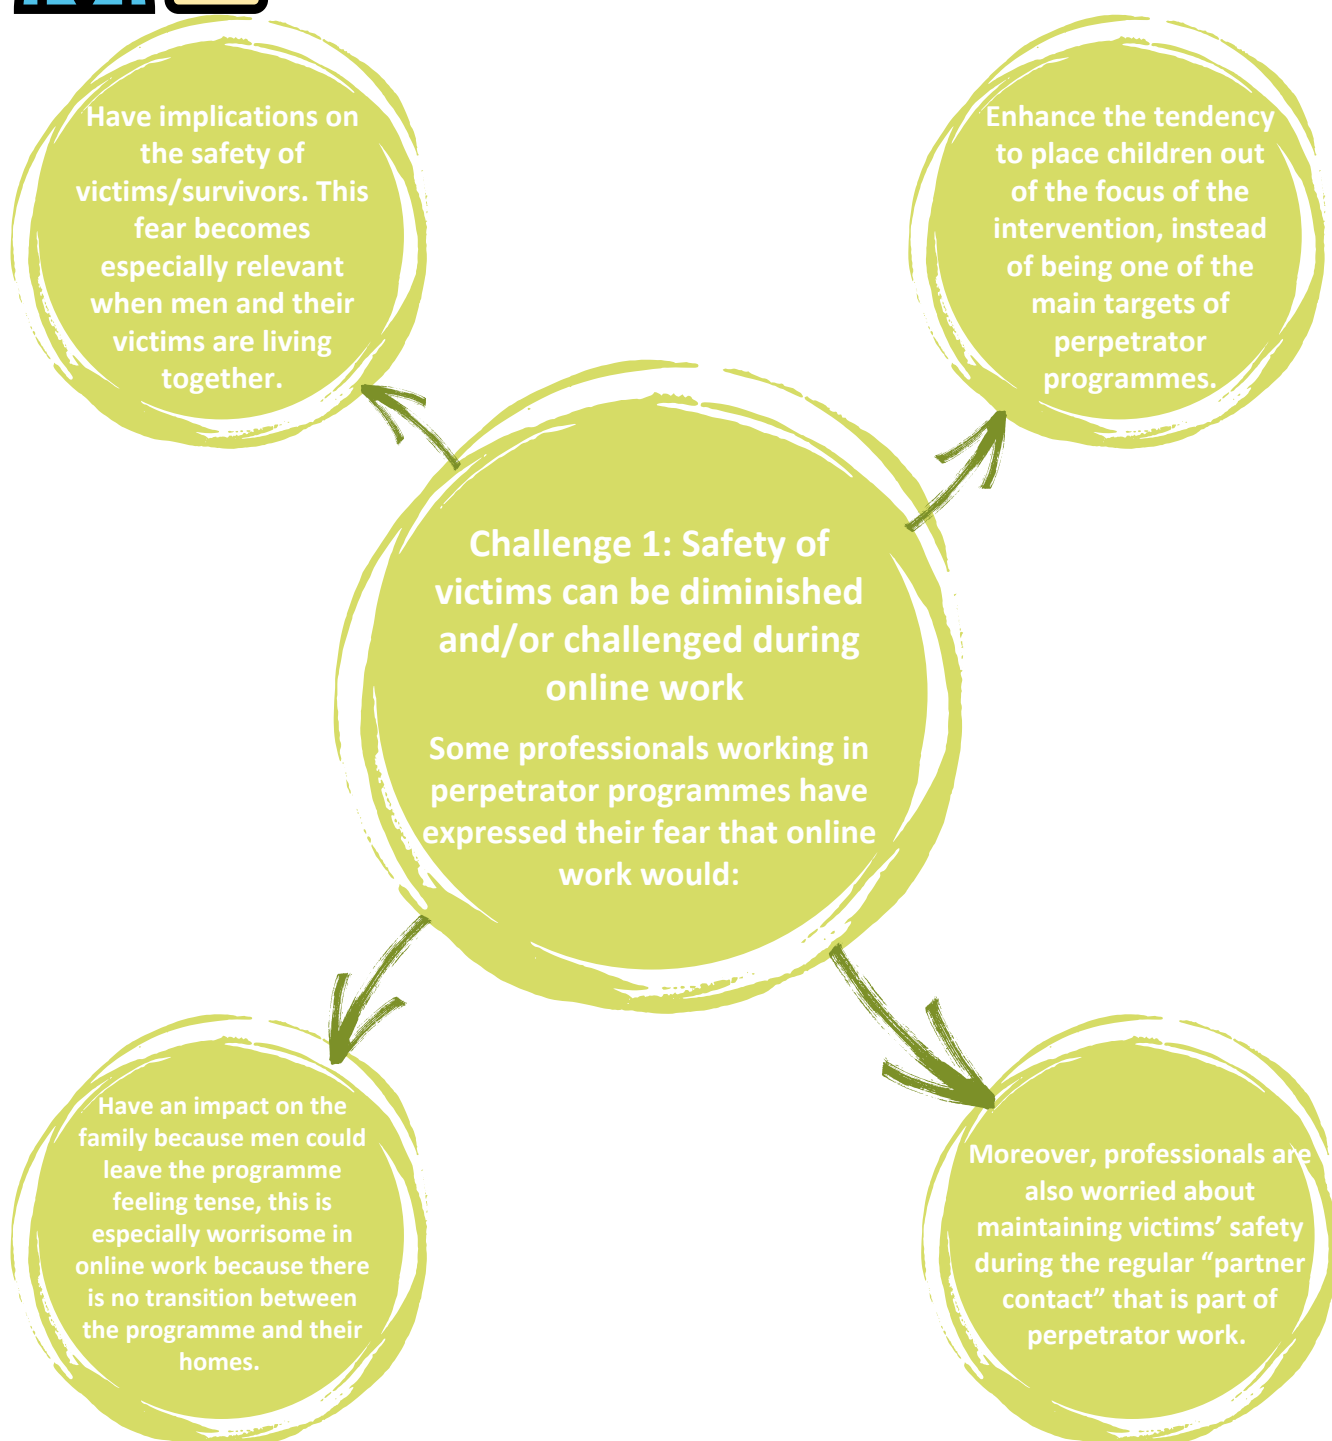 Have implications on
the safety of
victims/survivors. This
fear becomes
especially relevant
when men and their
victims are living
together.
Enhance the tendency
to place children out
of the focus of the
intervention, instead
of being one of the
main targets of
perpetrator
programmes.
Challenge 1: Safety of
victims can be diminished
and/or challenged during
online work
Some professionals working in
perpetrator programmes have
expressed their fear that online
work would:
Have an impact on the
family because men could
leave the programme
feeling tense, this is
especially worrisome in
online work because there
is no transition between
the programme and their
homes.
Moreover, professionals are
also worried about
maintaining victims’ safety
during the regular “partner
contact” that is part of
perpetrator work.